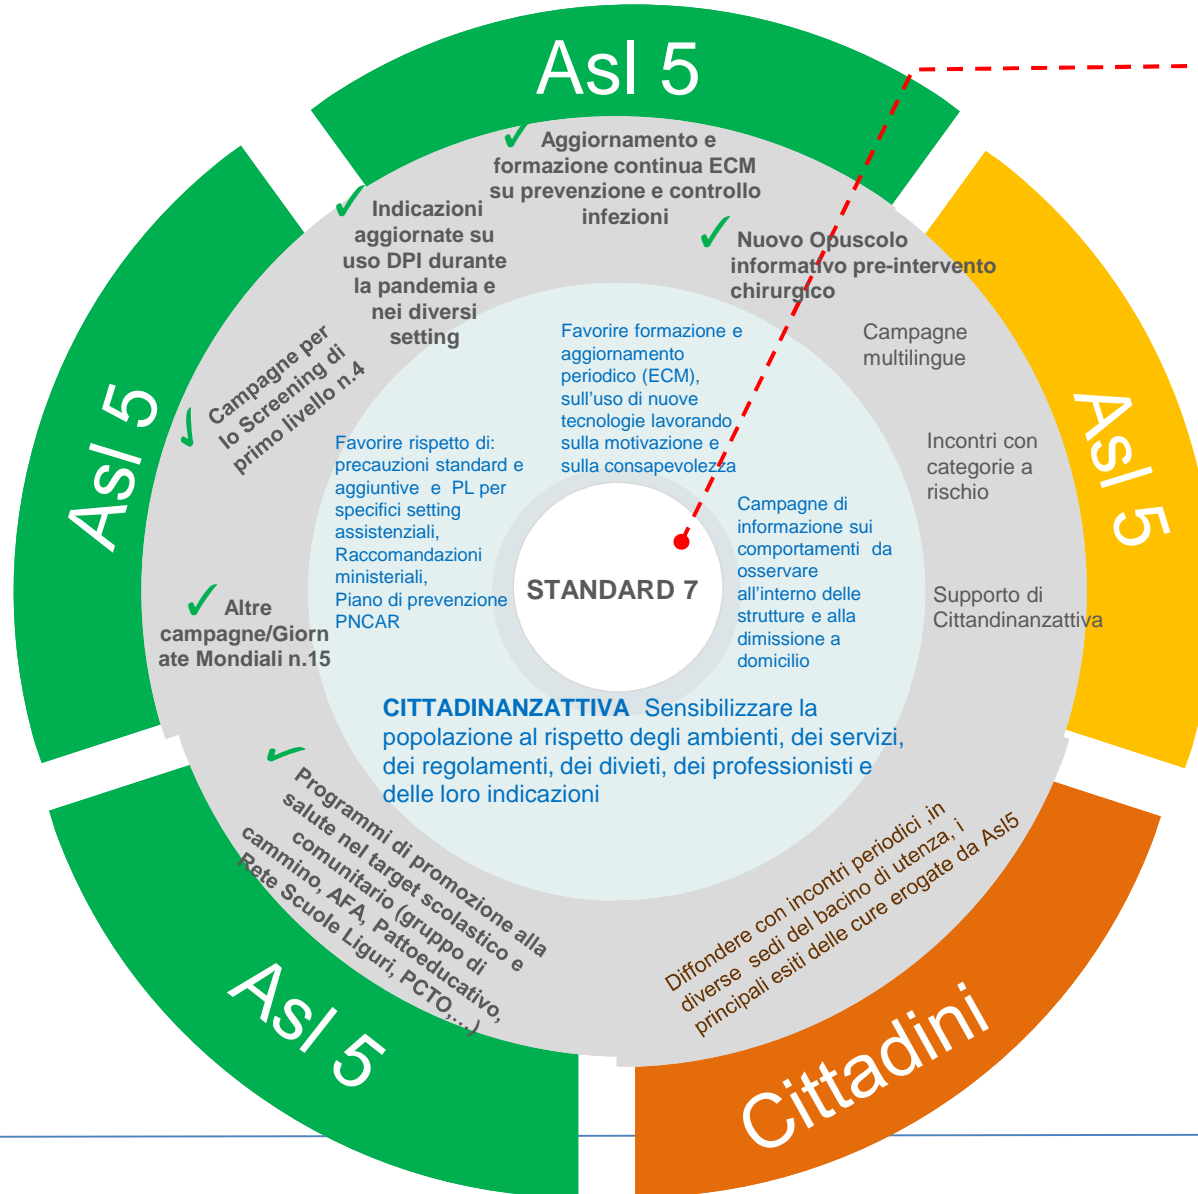 Asl 5
Aggiornamento e
formazione continua ECM
su prevenzione e controllo
infezioni
Indicazioni
aggiornate su
uso DPI durante
la pandemia e
nei diversi
setting
Nuovo Opuscolo
informativo pre-intervento
chirurgico
Campagne
multilingue
Incontri con
categorie a
rischio
Supporto di
Cittandinanzattiva
Asl 5
Asl 5
Campagne per
lo Screening di
primo livello n.4
Altre
campagne/Giorn
ate Mondiali n.15
Favorire formazione e
aggiornamento
periodico (ECM),
sull’uso di nuove
tecnologie lavorando
sulla motivazione e
sulla consapevolezza
Favorire rispetto di:
precauzioni standard e
aggiuntive e PL per
specifici setting
assistenziali,
Raccomandazioni
ministeriali,
Piano di prevenzione
PNCAR
STANDARD 7
Campagne di
informazione sui
comportamenti da
osservare
all’interno delle
strutture e alla
dimissione a
domicilio
CITTADINANZATTIVA Sensibilizzare la
popolazione al rispetto degli ambienti, dei servizi,
dei regolamenti, dei divieti, dei professionisti e
delle loro indicazioni
Programmi di promozione alla
salute nel target scolastico e
comunitario (gruppo di
cammino, AFA, Pattoeducativo,
Rete Scuole Liguri, PCTO,…)
Asl 5
Diffondere con incontri periodici ,in
diverse sedi del bacino di utenza, i
principali esiti delle cure erogate da Asl5
Cittadini